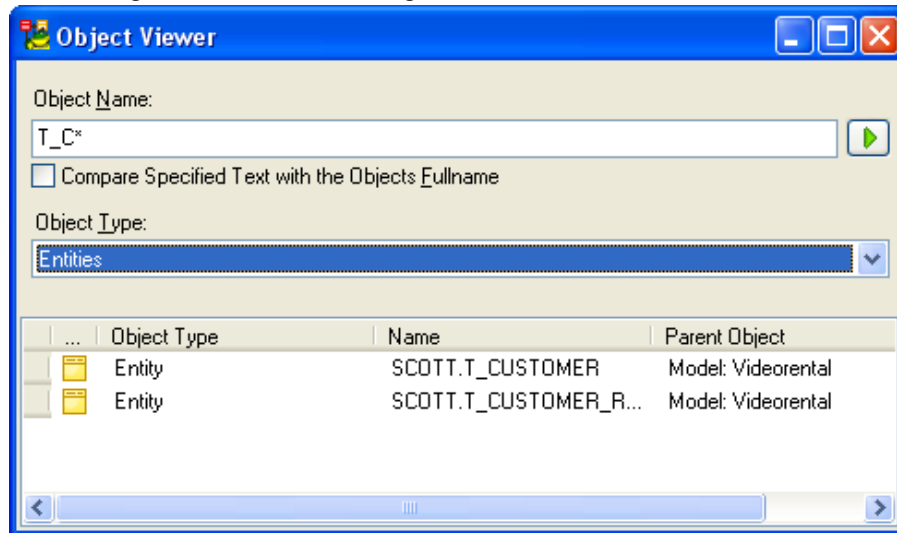 Object Viewer
Object Name:
T_C*
Compare Specified Text with the Objects Fullname
Object Type:
Entities
... Object Type Name Parent Object
Entity SCOTT.T_CUSTOMER Model: Videorental
Entity SCOTT.T_CUSTOMER_R... Model: Videorental